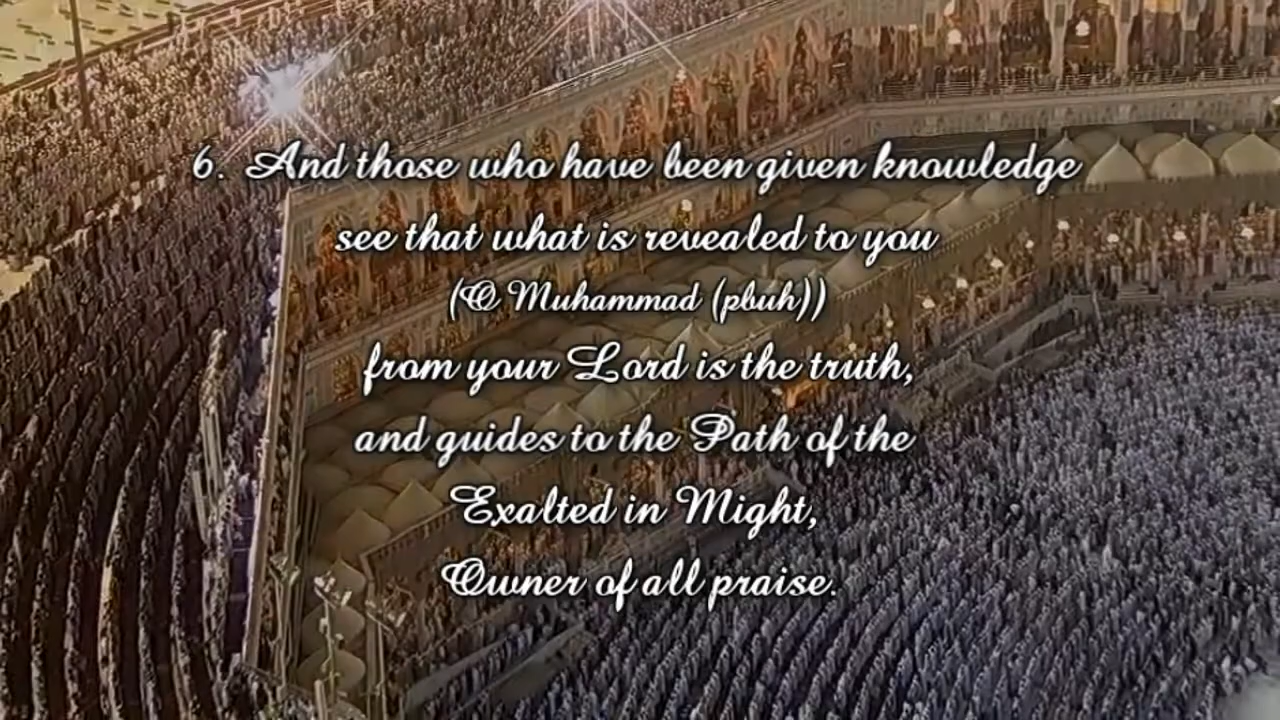 6. And those who have been given knowledge
see that what is revealed to you
(O Muhammad (pbuh))
from your Lord is the truth,
and guides to the Path of the
Exalted in Might,
Owner of all praise.